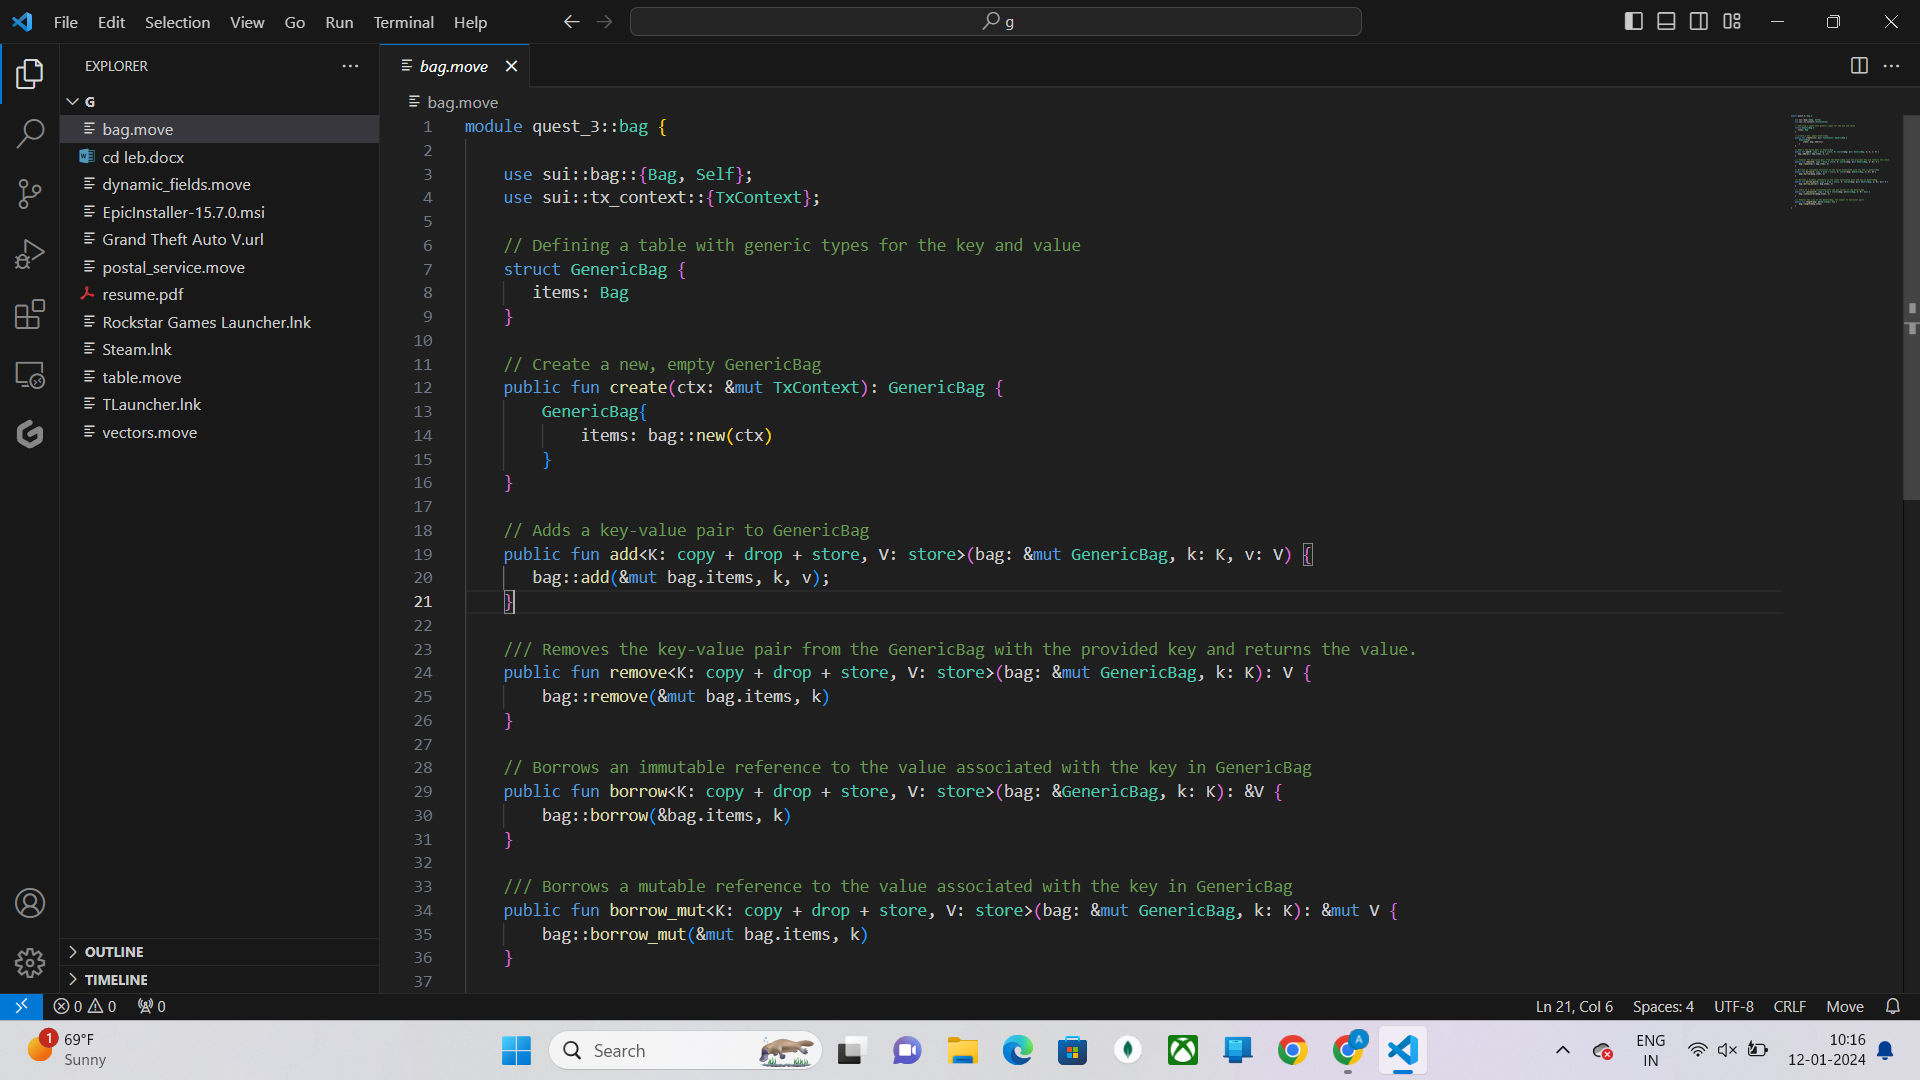 File Edit Selection View Go Run Terminal Help
g
EXPLORER
G
bag.move
cd leb.docx
dynamic_fields.move
EpicInstaller-15.7.0.msi
Grand Theft Auto V.url
postal_service.move
resume.pdf
Rockstar Games Launcher.lnk
Steam.lnk
table.move
TLauncher.lnk
vectors.move
OUTLINE
TIMELINE
bag.move
bag.move
1 module quest_3::bag {
2
3     use sui::bag::{Bag, Self};
4     use sui::tx_context::{TxContext};
5
6     // Defining a table with generic types for the key and value
7     struct GenericBag {
8        items: Bag
9     }
10
11     // Create a new, empty GenericBag
12     public fun create(ctx: &mut TxContext): GenericBag {
13         GenericBag{
14             items: bag::new(ctx)
15         }
16     }
17
18     // Adds a key-value pair to GenericBag
19     public fun add<K: copy + drop + store, V: store>(bag: &mut GenericBag, k: K, v: V) {
20        bag::add(&mut bag.items, k, v);
21     }
22
23     /// Removes the key-value pair from the GenericBag with the provided key and returns the value.
24     public fun remove<K: copy + drop + store, V: store>(bag: &mut GenericBag, k: K): V {
25         bag::remove(&mut bag.items, k)
26     }
27
28     // Borrows an immutable reference to the value associated with the key in GenericBag
29     public fun borrow<K: copy + drop + store, V: store>(bag: &GenericBag, k: K): &V {
30         bag::borrow(&bag.items, k)
31     }
32
33     /// Borrows a mutable reference to the value associated with the key in GenericBag
34     public fun borrow_mut<K: copy + drop + store, V: store>(bag: &mut GenericBag, k: K): &mut V {
35         bag::borrow_mut(&mut bag.items, k)
36     }
37
0 0 0
Ln 21, Col 6 Spaces: 4 UTF-8 CRLF Move
1
69°F
Sunny
Search
A
ENG
IN
10:16
12-01-2024